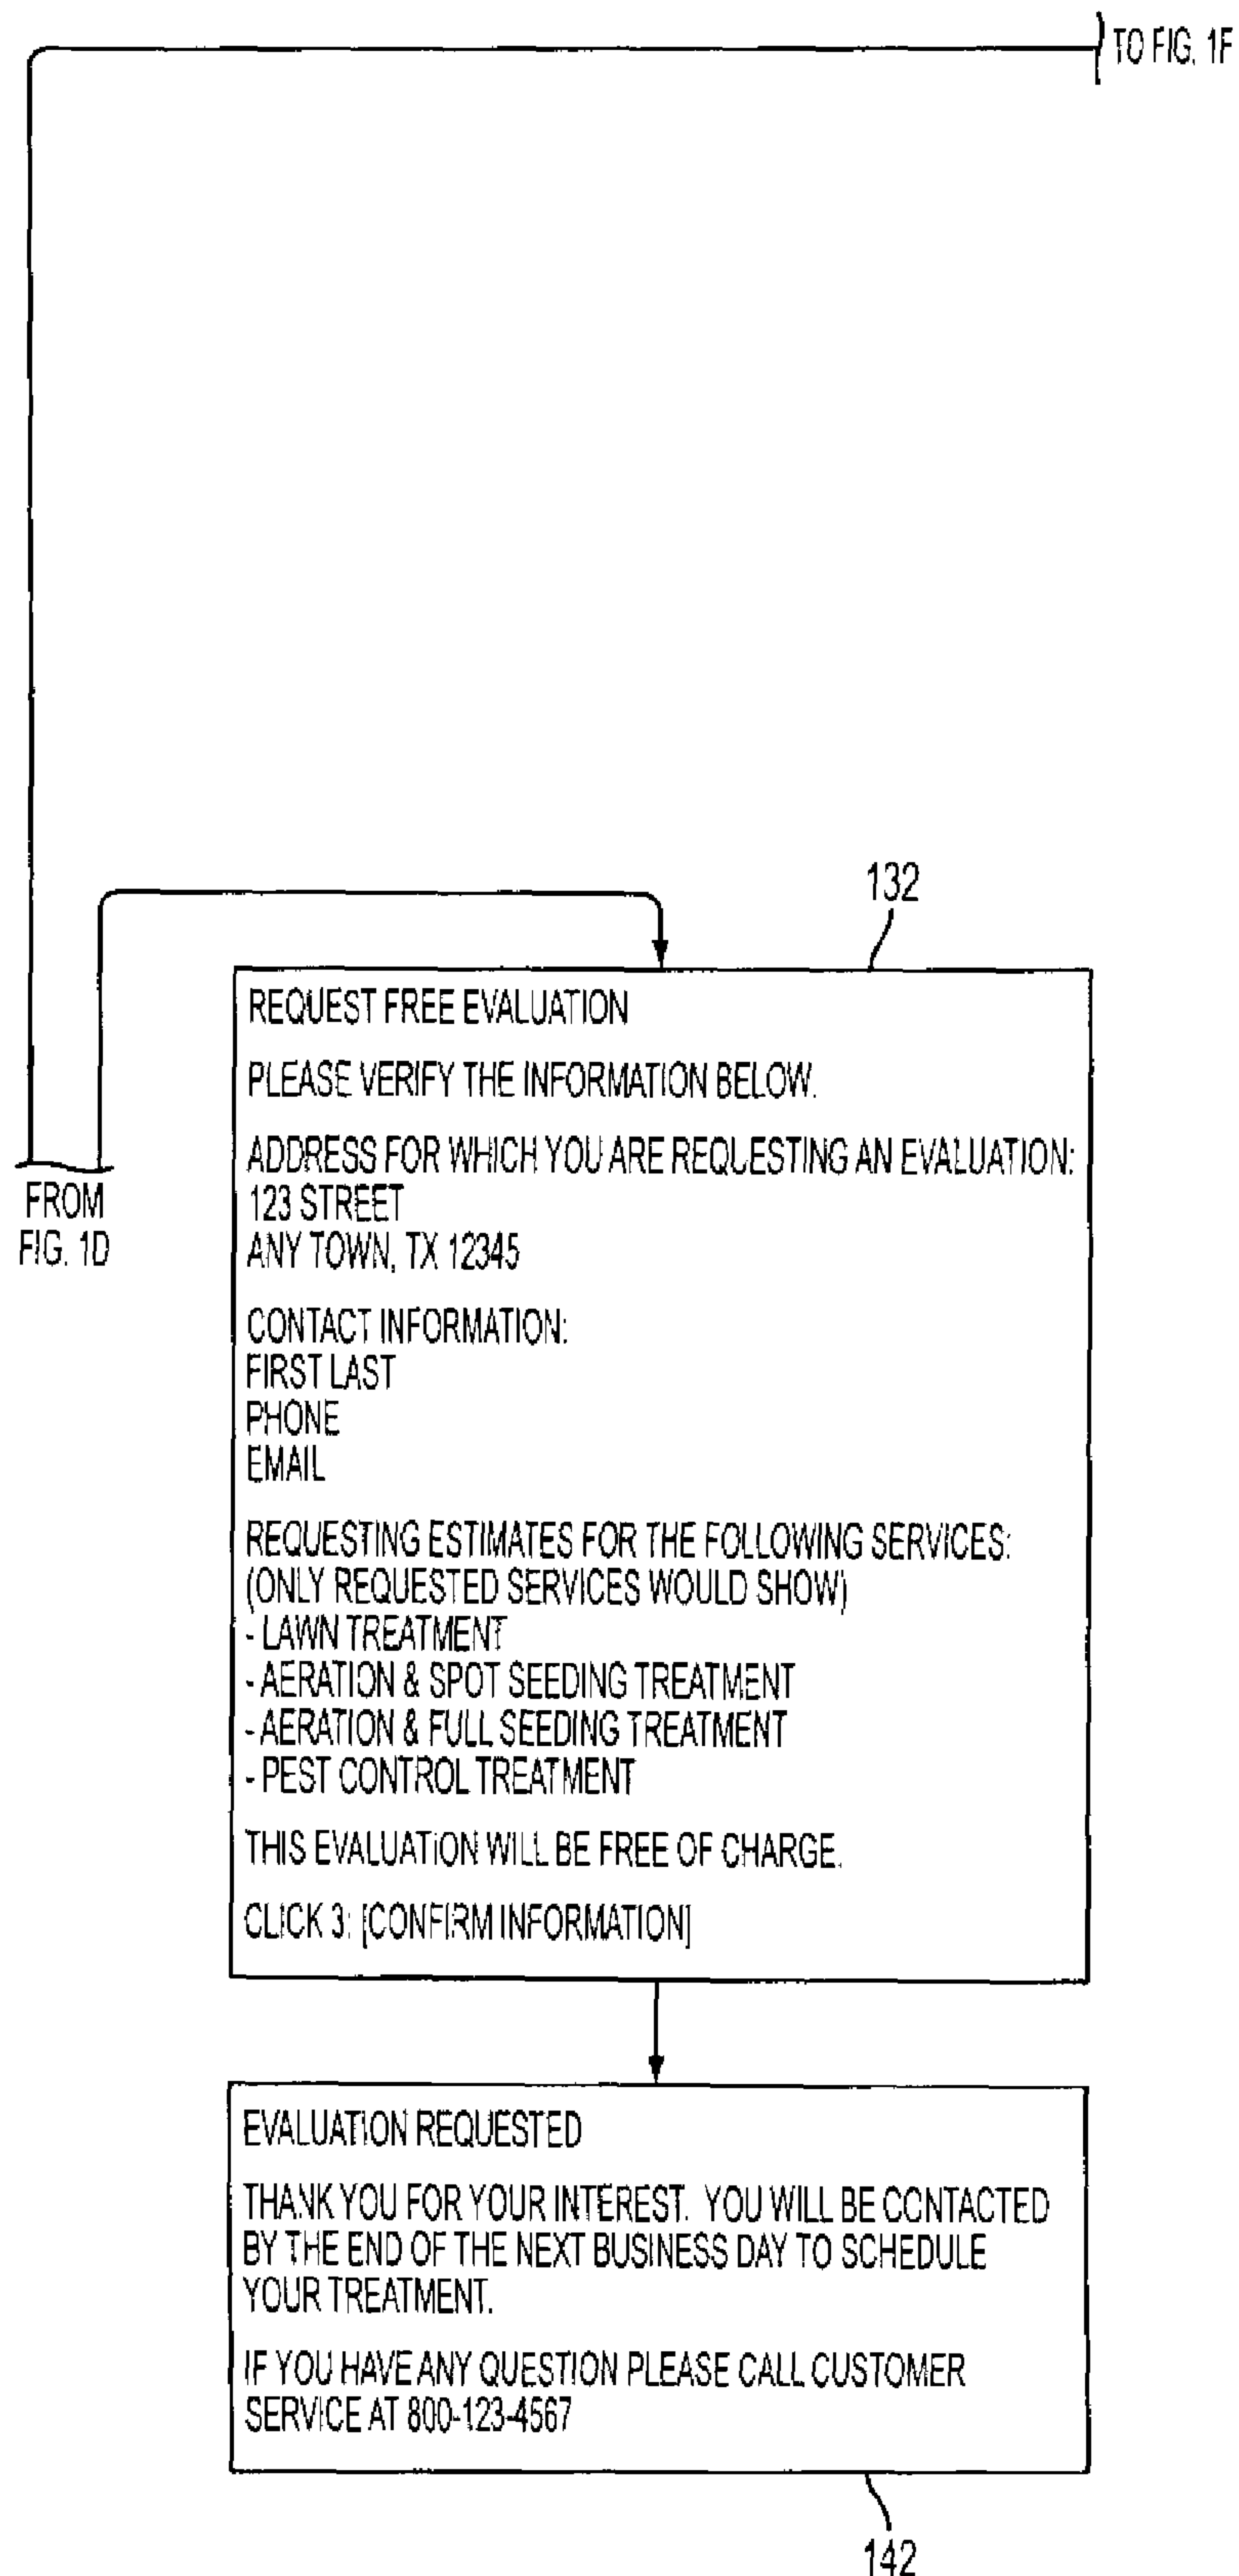 TO FIG. 1F
132
REQUEST FREE EVALUATION
PLEASE VERIFY THE INFORMATION BELOW.
ADDRESS FOR WHICH YOU ARE REQUESTING AN EVALUATION:
123 STREET
ANY TOWN, TX 12345
CONTACT INFORMATION:
FIRST LAST
PHONE
EMAIL
REQUESTING ESTIMATES FOR THE FOLLOWING SERVICES:
(ONLY REQUESTED SERVICES WOULD SHOW)
- LAWN TREATMENT
- AERATION & SPOT SEEDING TREATMENT
- AERATION & FULL SEEDING TREATMENT
- PEST CONTROL TREATMENT
THIS EVALUATION WILL BE FREE OF CHARGE.
CLICK 3: [CONFIRM INFORMATION]
FROM
FIG. 1D
EVALUATION REQUESTED
THANK YOU FOR YOUR INTEREST. YOU WILL BE CONTACTED
BY THE END OF THE NEXT BUSINESS DAY TO SCHEDULE
YOUR TREATMENT.
IF YOU HAVE ANY QUESTION PLEASE CALL CUSTOMER
SERVICE AT 800-123-4567
142